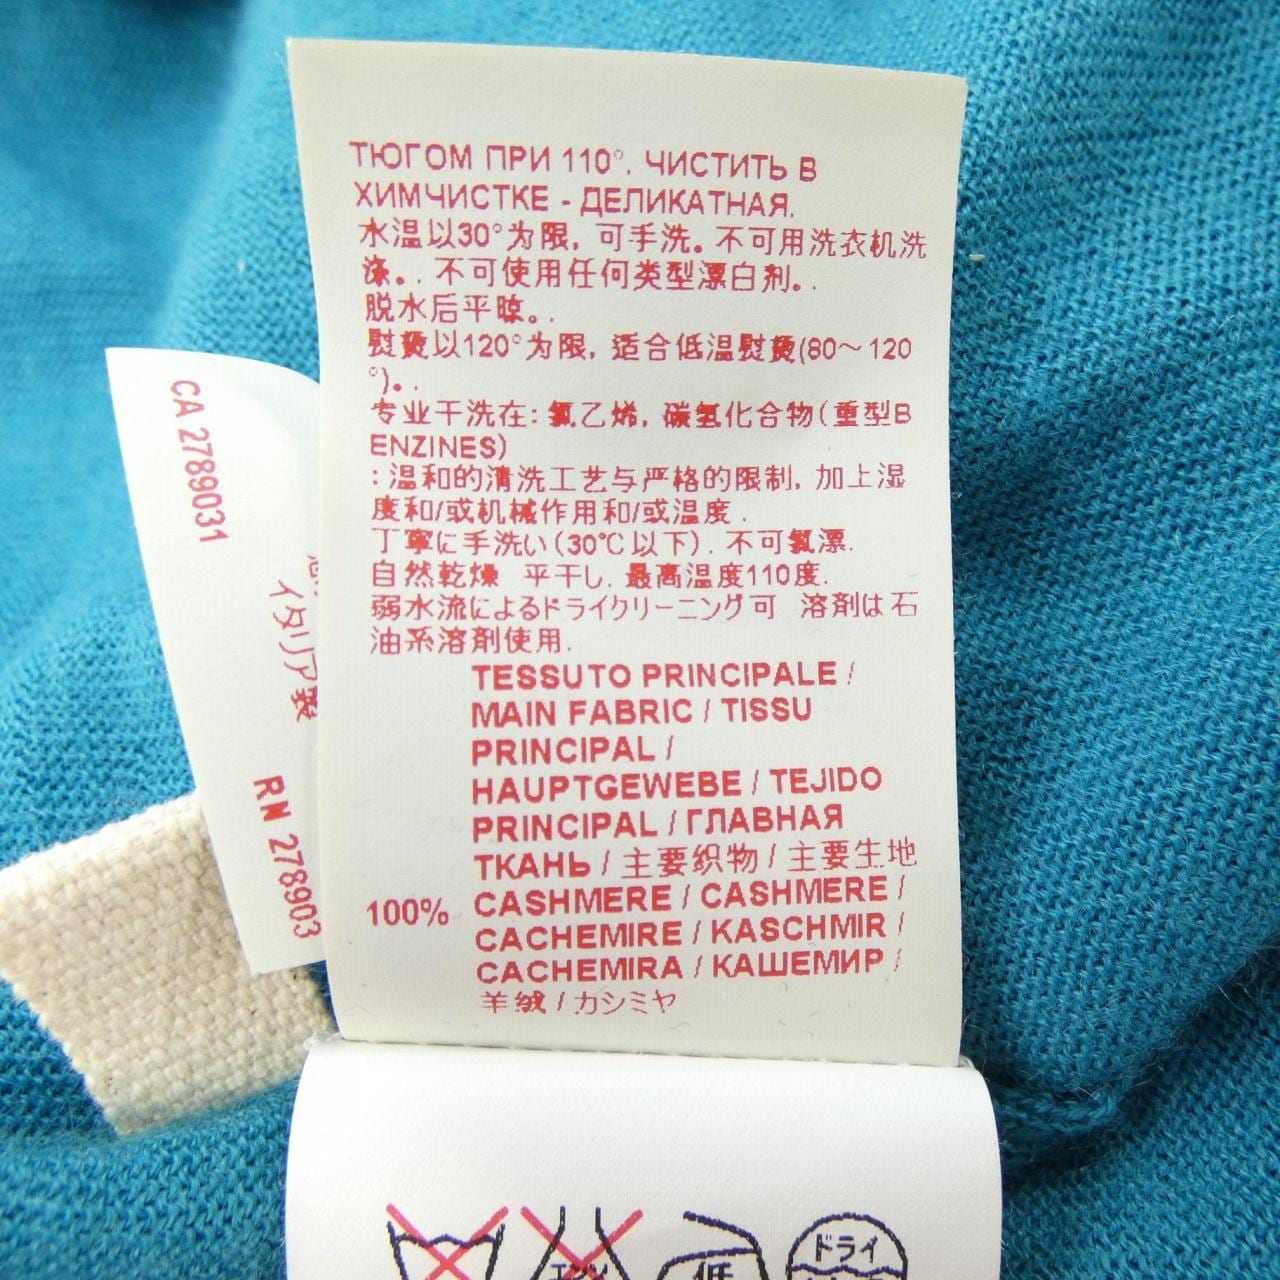 ТЮГОМ ПРИ 110°. ЧИСТИТЬ В
ХИМЧИСТКЕ - ДЕЛИКАТНАЯ.
水温以30°为限, 可手洗。不可用洗衣机洗
涤。. 不可使用任何类型漂白剂。.
脱水后平晾。.
熨烫以120°为限, 适合低温熨烫(80～120
°)。.
专业干洗在: 氯乙烯, 碳氢化合物(重型B
ENZINES)
: 温和的清洗工艺与严格的限制, 加上湿
度和/或机械作用和/或温度.
丁寧に手洗い(30℃以下). 不可氯漂.
自然乾燥 平干し. 最高温度110度.
弱水流によるドライクリーニング可 溶剤は石
油系溶剤使用.
TESSUTO PRINCIPALE /
MAIN FABRIC / TISSU
PRINCIPAL /
HAUPTGEWEBE / TEJIDO
PRINCIPAL / ГЛАВНАЯ
ТКАНЬ / 主要织物 / 主要生地
100% CASHMERE / CASHMERE /
CACHEMIRE / KASCHMIR /
CACHEMIRA / КАШЕМИР /
羊绒 / カシミヤ
CA 2789031
イタリア製
RN 278903
低
ドライ